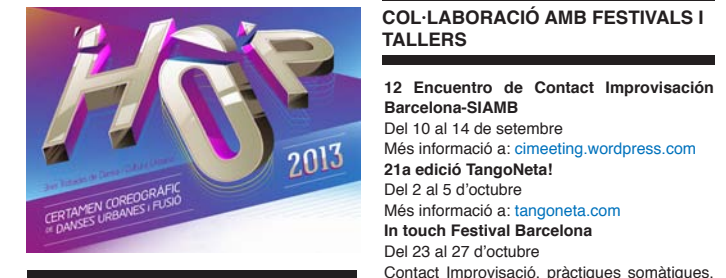 HOP
2013
CERTAMEN COREOGRÀFIC
DE DANSES URBANES I FUSIÓ
COL·LABORACIÓ AMB FESTIVALS I
TALLERS
12 Encuentro de Contact Improvisación
Barcelona-SIAMB
Del 10 al 14 de setembre
Més informació a: cimeeting.wordpress.com
21a edició TangoNeta!
Del 2 al 5 d’octubre
Més informació a: tangoneta.com
In touch Festival Barcelona
Del 23 al 27 d’octubre
Contact Improvisació, pràctiques somàtiques,